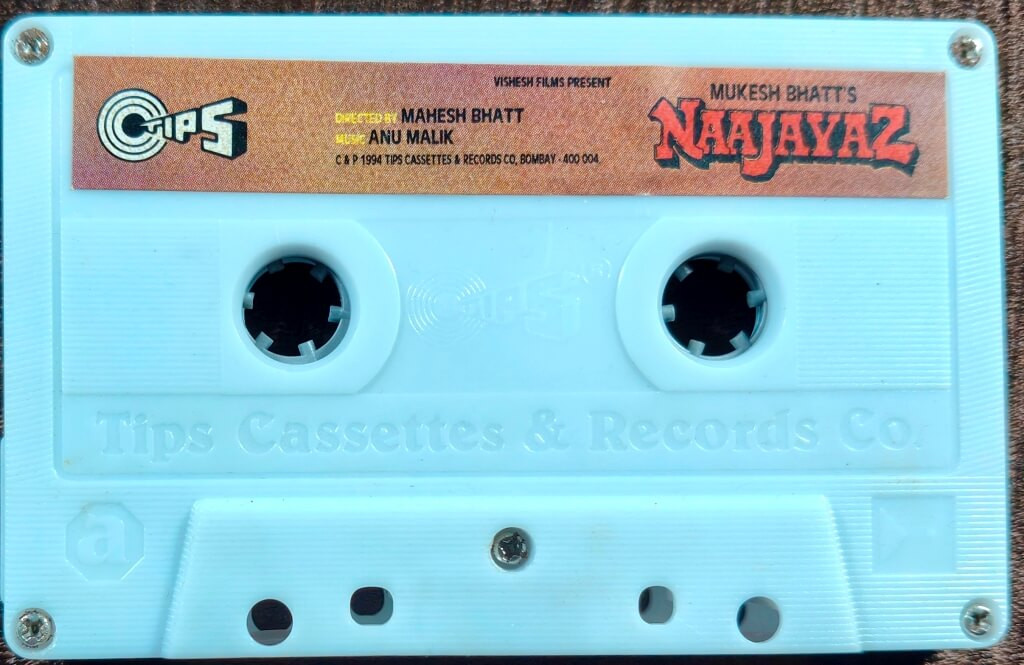 TIPS
VISHESH FILMS PRESENT
DIRECTED BY MAHESH BHATT
MUSIC ANU MALIK
C & P 1994 TIPS CASSETTES & RECORDS CO, BOMBAY - 400 004.
MUKESH BHATT'S
NAAJAYAZ
TIPS
Tips Cassettes & Records Co.
a